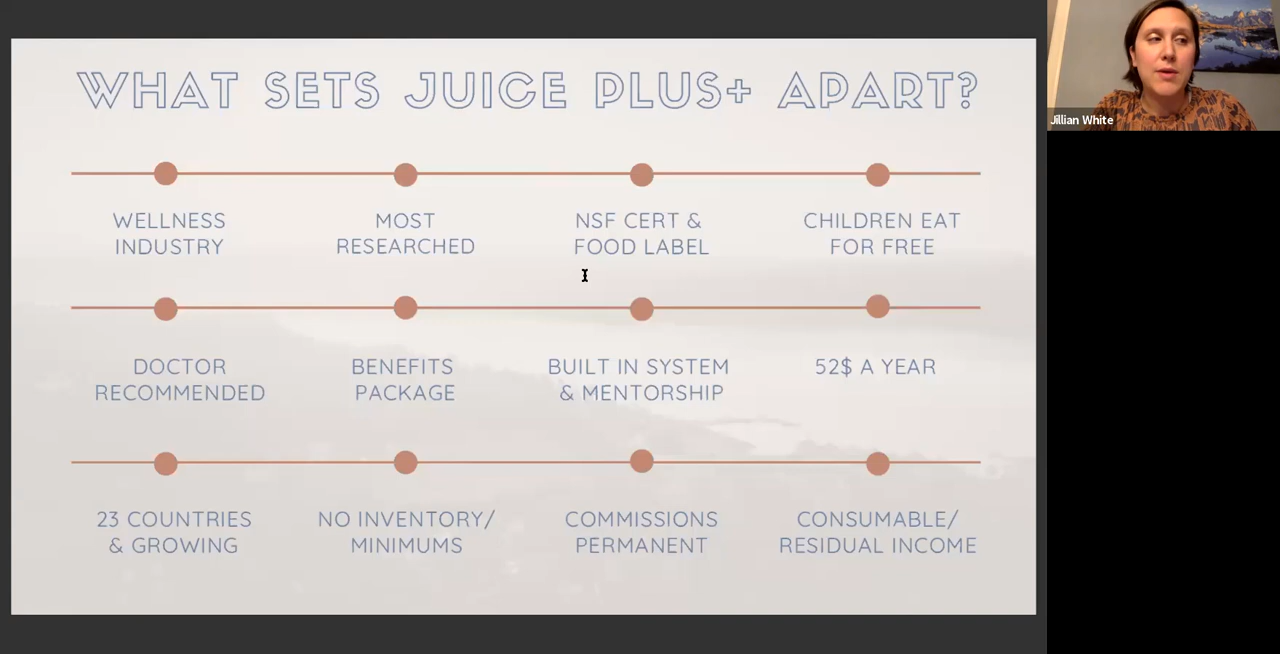 WHAT SETS JUICE PLUS+ APART?
WELLNESS
INDUSTRY
MOST
RESEARCHED
NSF CERT &
FOOD LABEL
CHILDREN EAT
FOR FREE
DOCTOR
RECOMMENDED
BENEFITS
PACKAGE
BUILT IN SYSTEM
& MENTORSHIP
52$ A YEAR
23 COUNTRIES
& GROWING
NO INVENTORY/
MINIMUMS
COMMISSIONS
PERMANENT
CONSUMABLE/
RESIDUAL INCOME
Jillian White